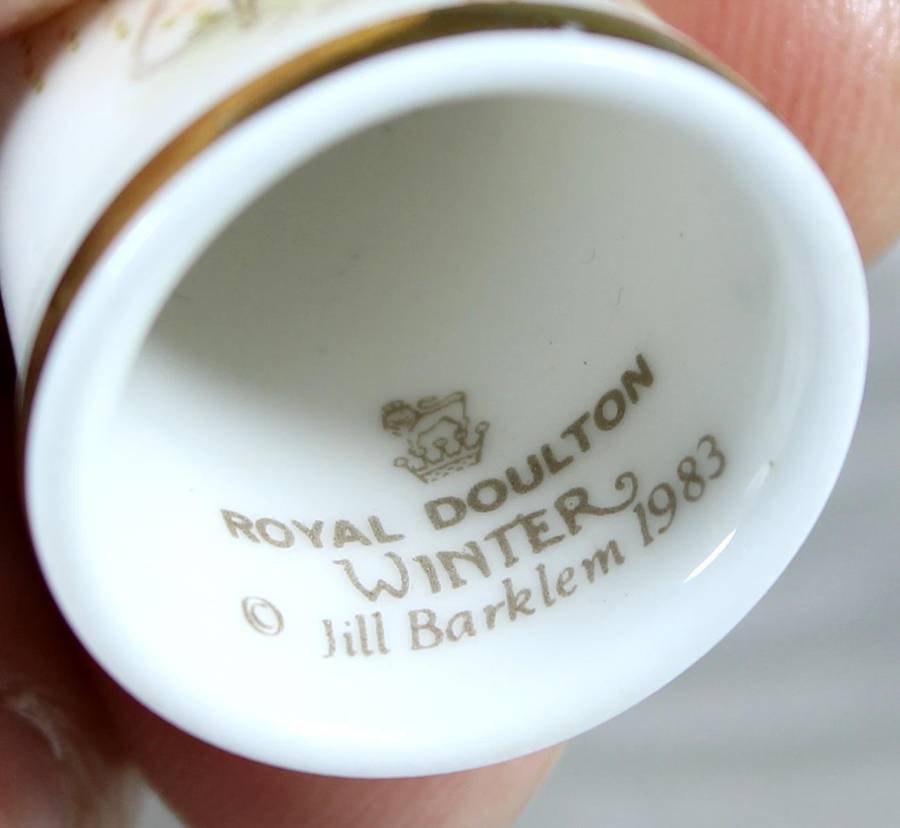 ROYAL DOULTON
WINTER
© Jill Barklem 1983